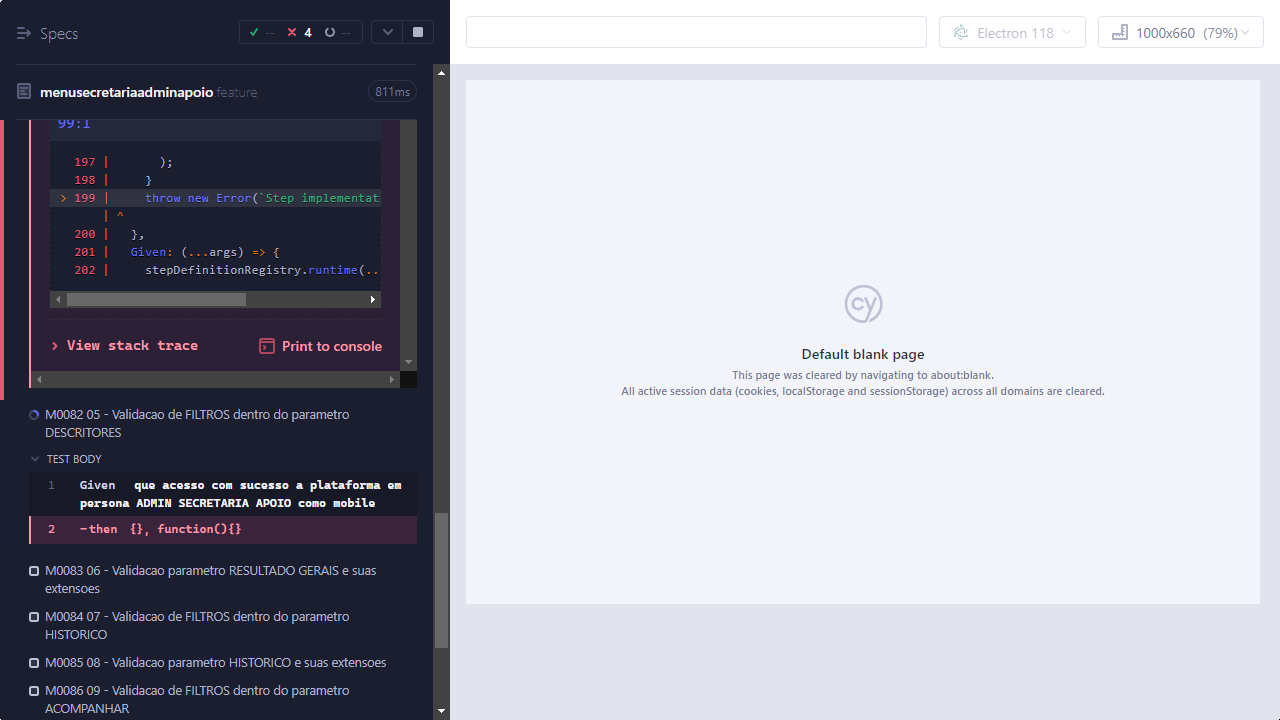 Specs
--
4
--
Electron 118
1000x660 (79%)
menusecretariaadminapoio.feature
811ms
99:1
197 | );
198 | }
> 199 | throw new Error(`Step implementat
| ^
200 | },
201 | Given: (...args) => {
202 | stepDefinitionRegistry.runtime(..
View stack trace
Print to console
M0082 05 - Validacao de FILTROS dentro do parametro
DESCRITORES
TEST BODY
1 Given que acesso com sucesso a plataforma em
persona ADMIN SECRETARIA APOIO como mobile
2 -then {}, function(){}
M0083 06 - Validacao parametro RESULTADO GERAIS e suas
extensoes
M0084 07 - Validacao de FILTROS dentro do parametro
HISTORICO
M0085 08 - Validacao parametro HISTORICO e suas extensoes
M0086 09 - Validacao de FILTROS dentro do parametro
ACOMPANHAR
cy
Default blank page
This page was cleared by navigating to about:blank.
All active session data (cookies, localStorage and sessionStorage) across all domains are cleared.